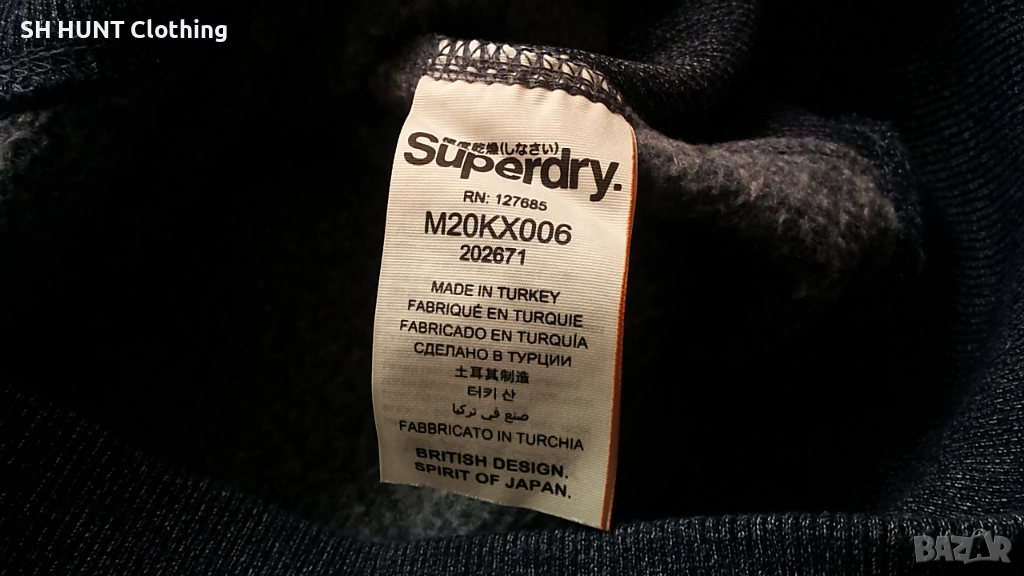 SH HUNT Clothing
極度乾燥(しなさい)
Superdry.
RN: 127685
M20KX006
202671
MADE IN TURKEY
FABRIQUÉ EN TURQUIE
FABRICADO EN TURQUÍA
СДЕЛАНО В ТУРЦИИ
土耳其制造
터키 산
صنع في تركيا
FABBRICATO IN TURCHIA
BRITISH DESIGN.
SPIRIT OF JAPAN.
BAZAR